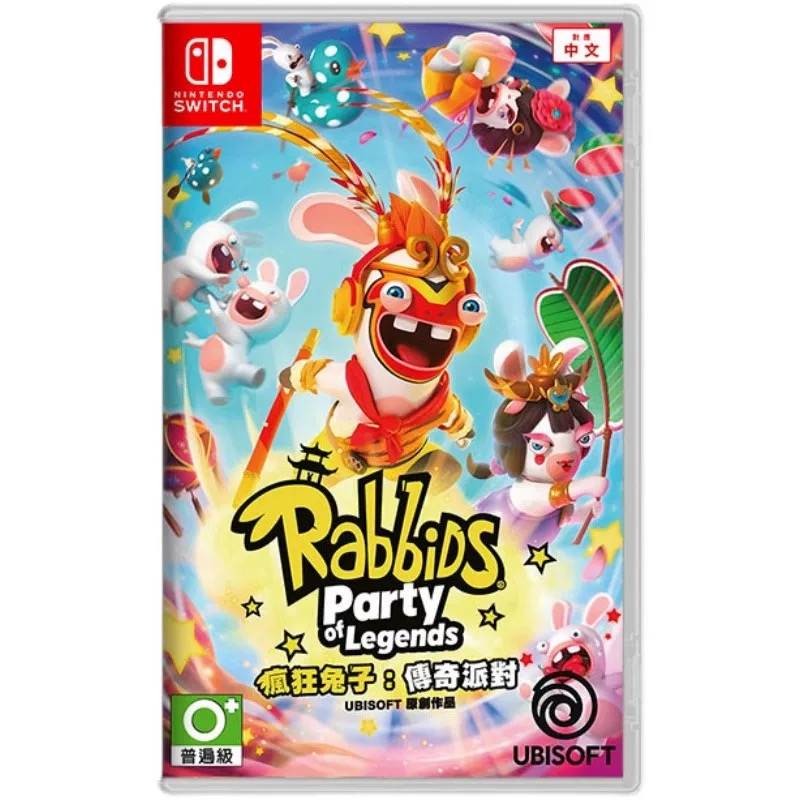 NINTENDO
SWITCH
對應
中文
Rabbids
Party
of Legends
瘋狂兔子：傳奇派對
UBISOFT 原創作品
普遍級
UBISOFT